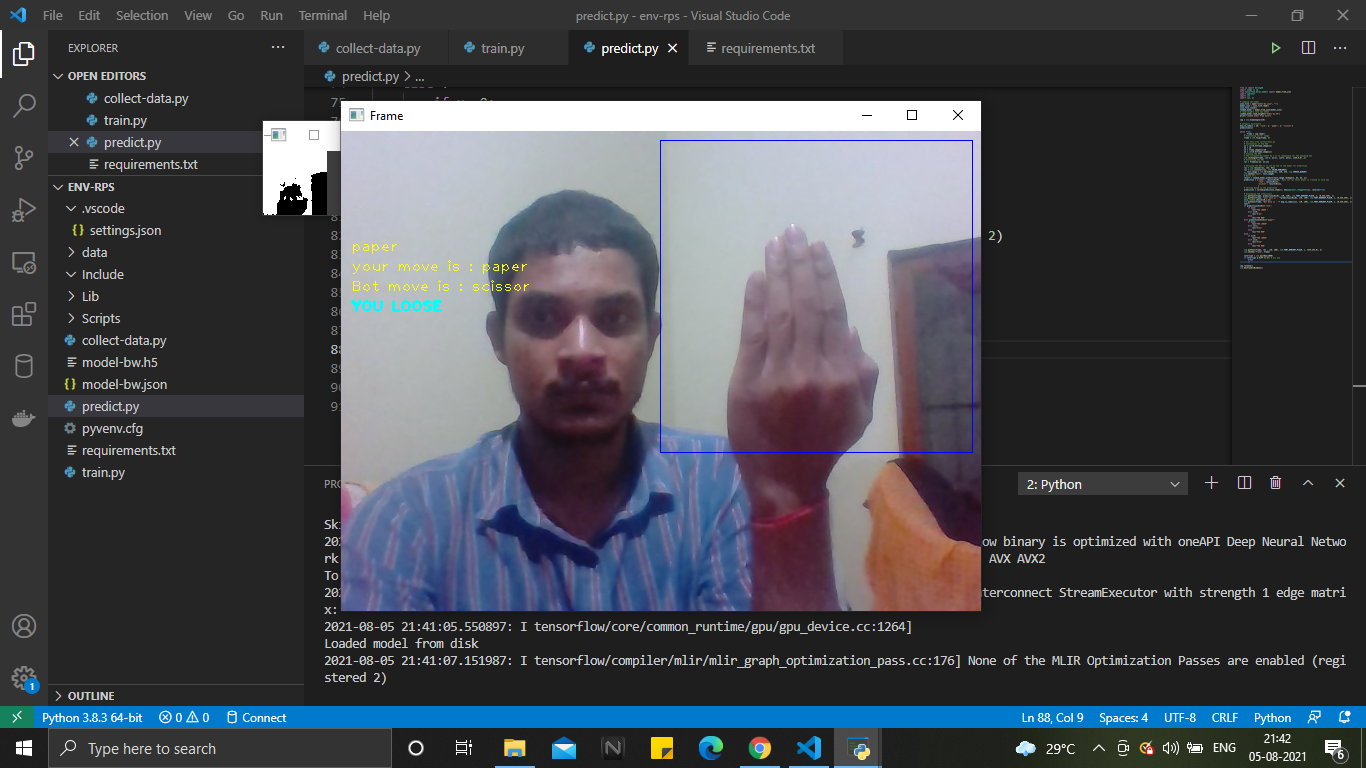 File Edit Selection View Go Run Terminal Help
predict.py - env-rps - Visual Studio Code
EXPLORER
collect-data.py
train.py
predict.py
requirements.txt
OPEN EDITORS
predict.py > ...
collect-data.py
train.py
predict.py
requirements.txt
ENV-RPS
.vscode
settings.json
data
Include
Lib
Scripts
collect-data.py
model-bw.h5
model-bw.json
predict.py
pyvenv.cfg
requirements.txt
train.py
OUTLINE
75
Frame
2)
88
paper
your move is : paper
Bot move is : scissor
YOU LOOSE
2: Python
ow binary is optimized with oneAPI Deep Neural Netwo
rk
AVX AVX2
To
terconnect StreamExecutor with strength 1 edge matri
x:
2021-08-05 21:41:05.550897: I tensorflow/core/common_runtime/gpu/gpu_device.cc:1264]
Loaded model from disk
2021-08-05 21:41:07.151987: I tensorflow/compiler/mlir/mlir_graph_optimization_pass.cc:176] None of the MLIR Optimization Passes are enabled (regi
stered 2)
1
Python 3.8.3 64-bit
0
0
Connect
Ln 88, Col 9
Spaces: 4
UTF-8
CRLF
Python
Type here to search
29°C
ENG
21:42
05-08-2021
6